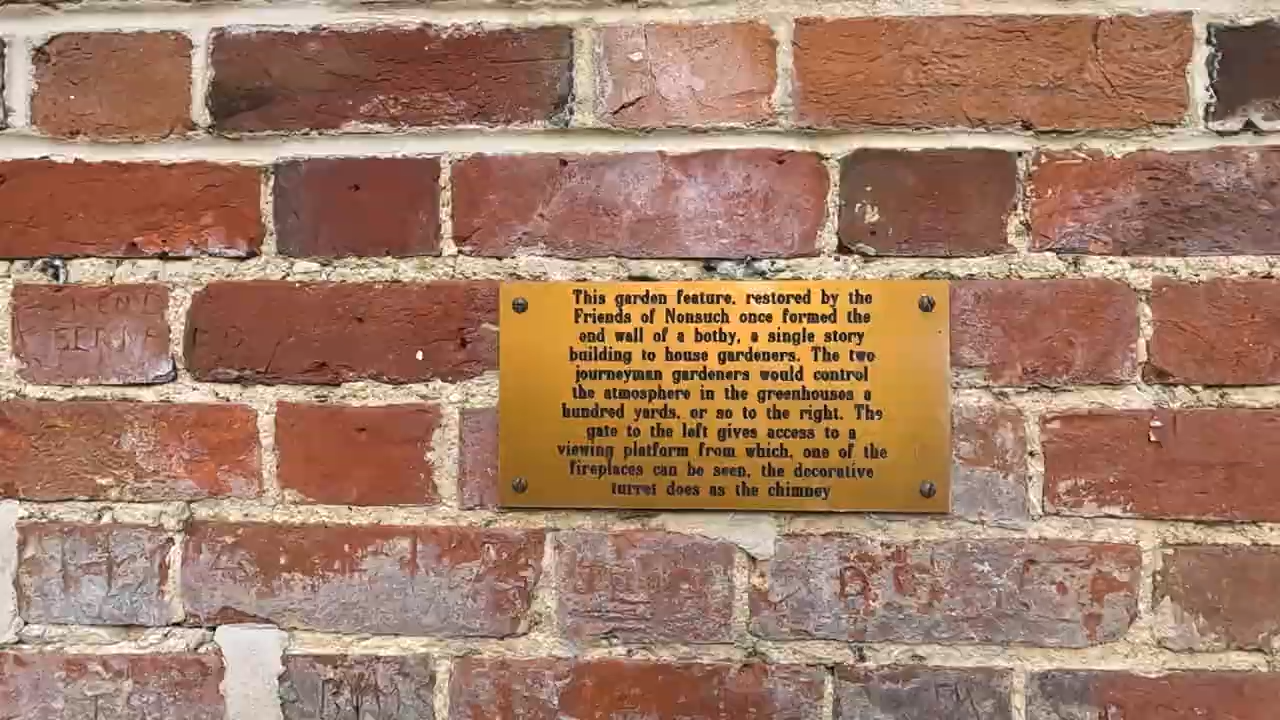 This garden feature, restored by the
Friends of Nonsuch once formed the
end wall of a bothy, a single story
building to house gardeners. The two
journeyman gardeners would control
the atmosphere in the greenhouses a
hundred yards, or so to the right. The
gate to the left gives access to a
viewing platform from which, one of the
fireplaces can be seen, the decorative
turret does as the chimney